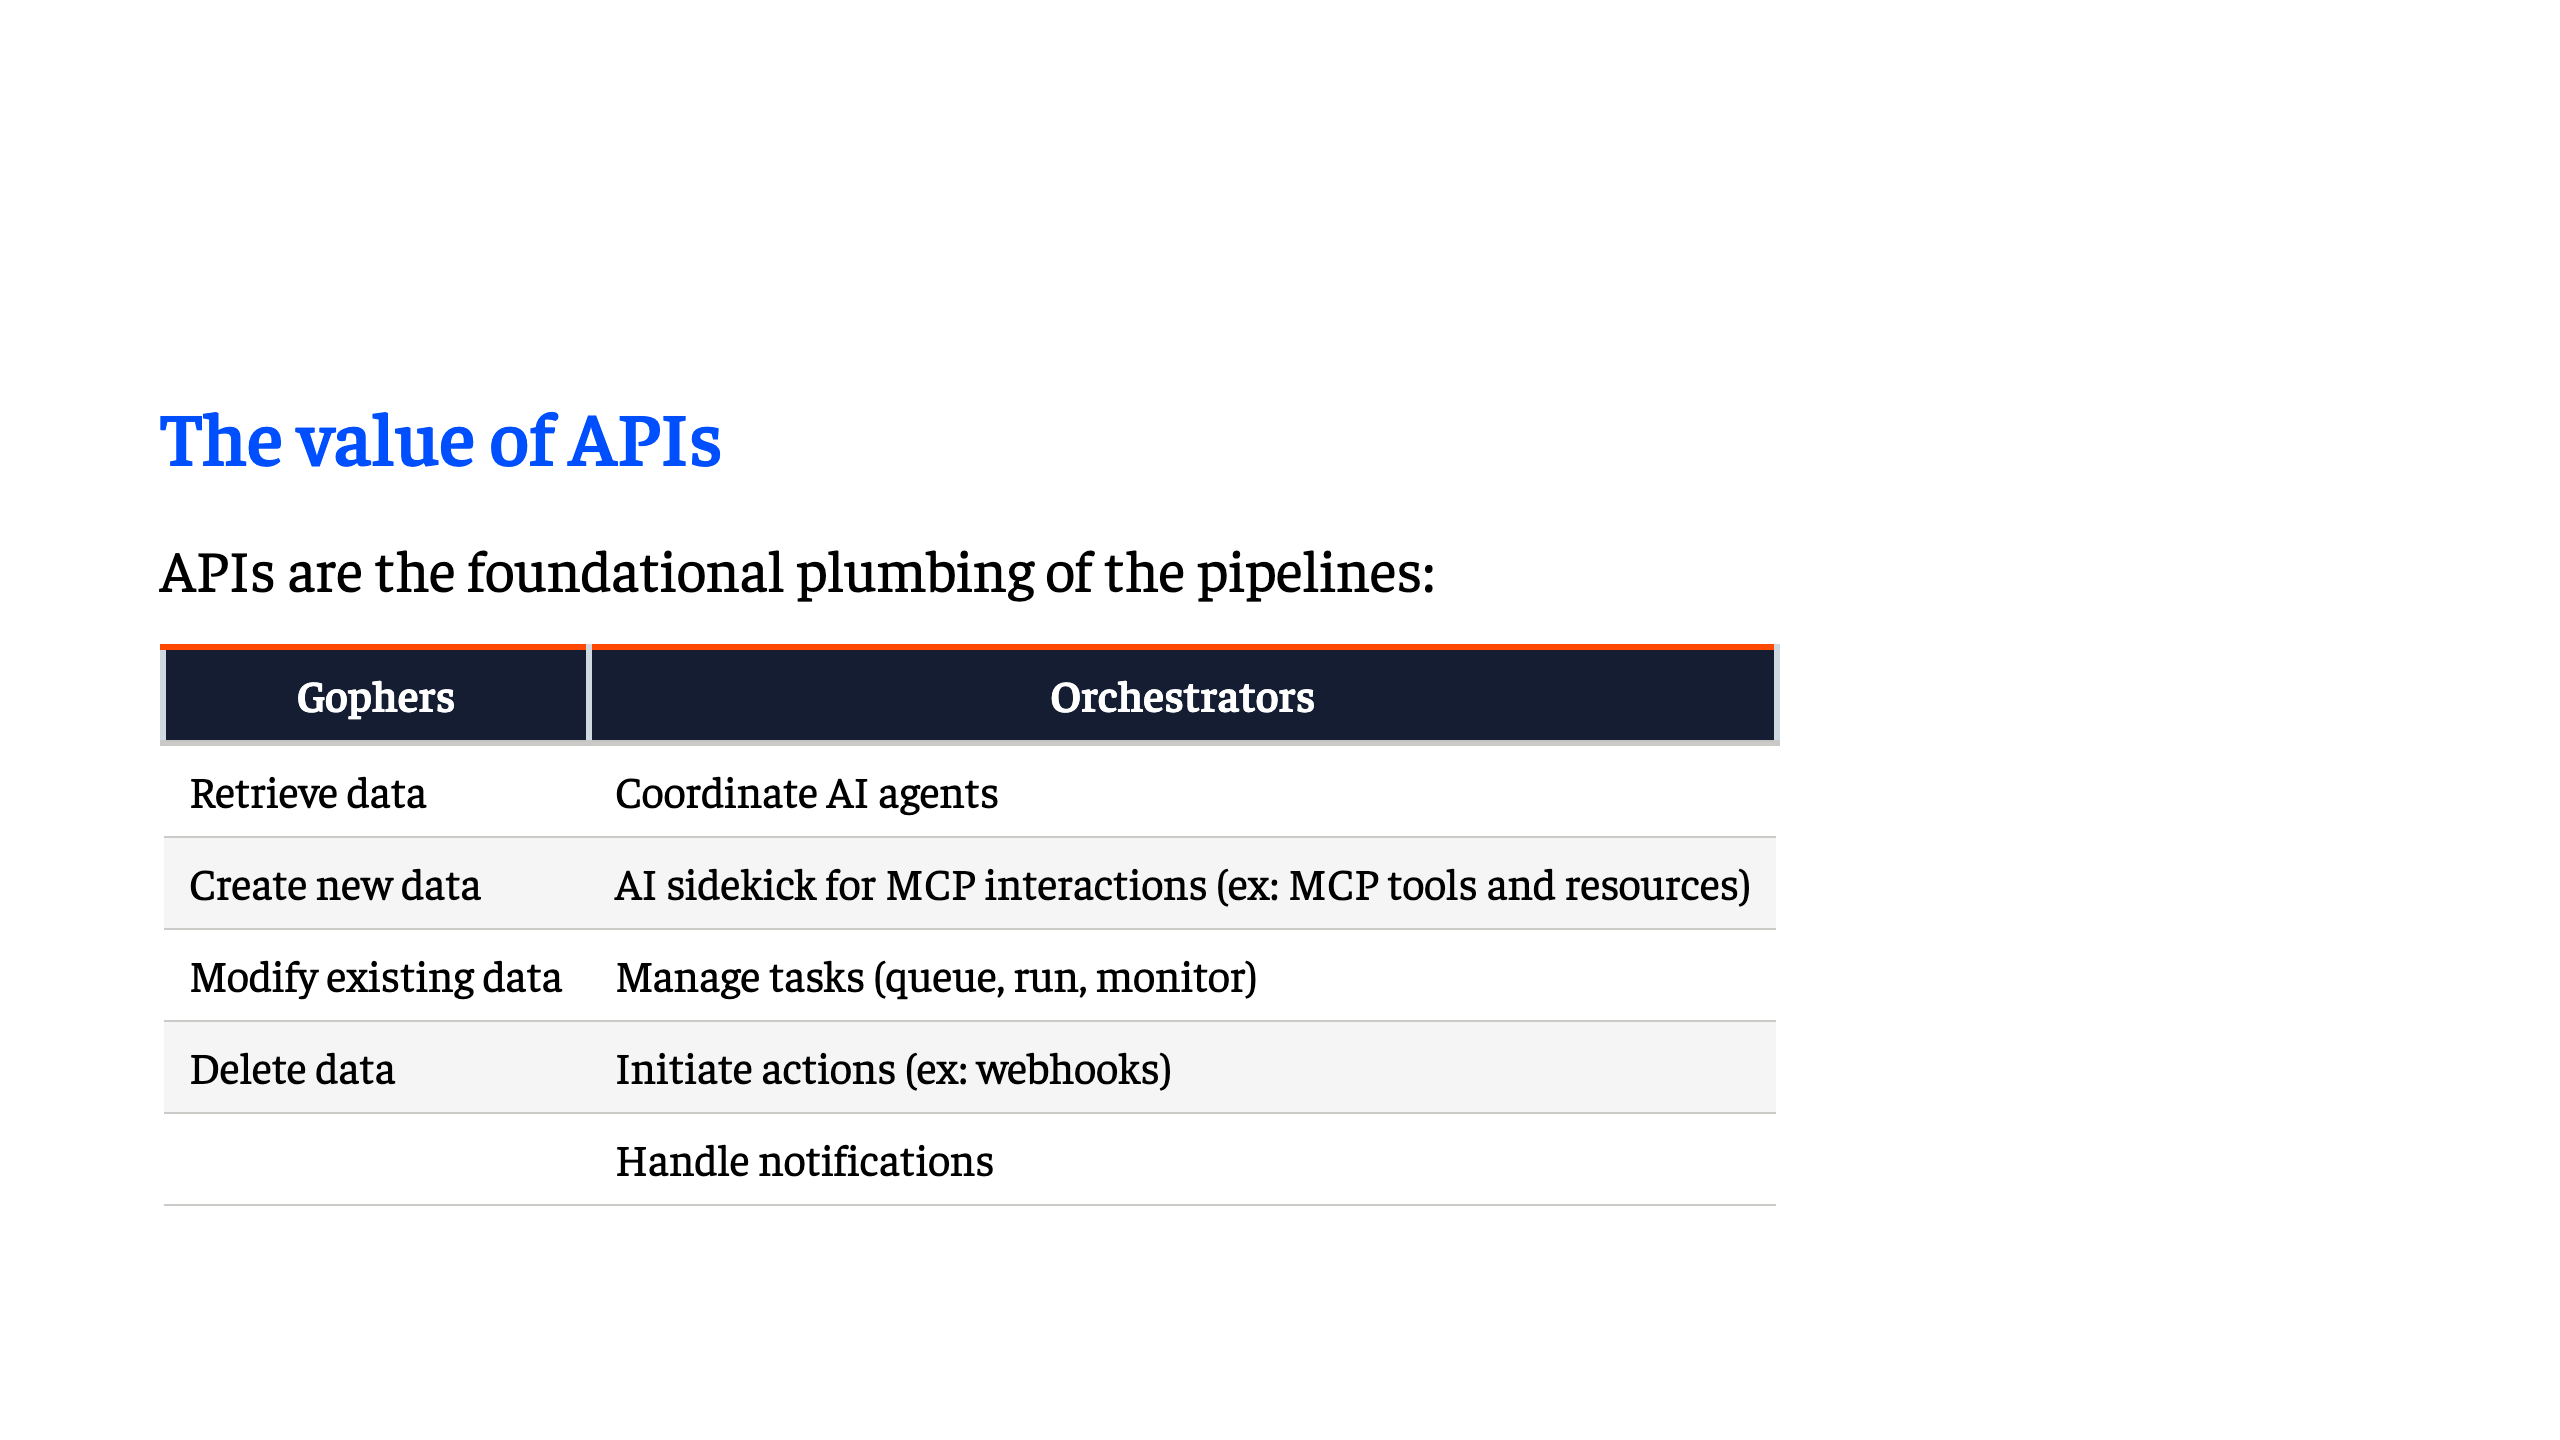 The value of APIs
APIs are the foundational plumbing of the pipelines:
Gophers Orchestrators
Retrieve data Coordinate AI agents
Create new data AI sidekick for MCP interactions (ex: MCP tools and resources)
Modify existing data Manage tasks (queue, run, monitor)
Delete data Initiate actions (ex: webhooks)
Handle notifications